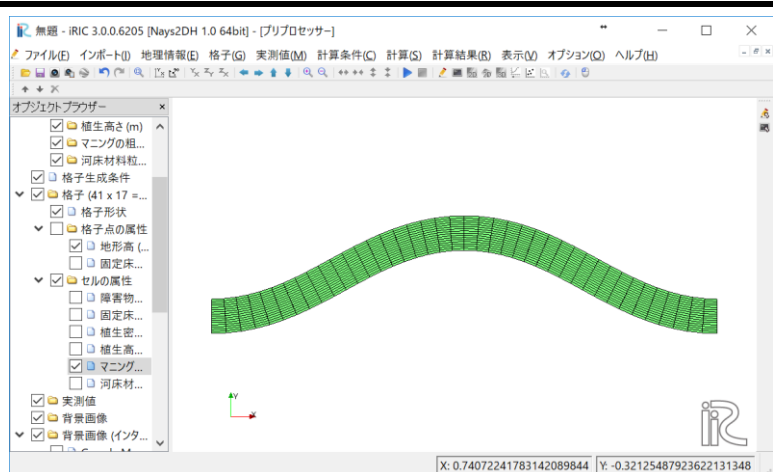 無題 - iRIC 3.0.0.6205 [Nays2DH 1.0 64bit] - [プリプロセッサー]
ファイル(F) インポート(I) 地理情報(E) 格子(G) 実測値(M) 計算条件(C) 計算(S) 計算結果(R) 表示(V) オプション(O) ヘルプ(H)
オブジェクトブラウザー
植生高さ(m)
マニングの粗...
河床材料粒...
格子生成条件
格子 (41 x 17 =...
格子形状
格子点の属性
地形高 (...
固定床...
セルの属性
障害物...
固定床...
植生密...
植生高...
マニング...
河床材...
実測値
背景画像
背景画像 (インタ...
Y
X
iRIC
X: 0.74072241783142089844 Y: -0.32125487923622131348